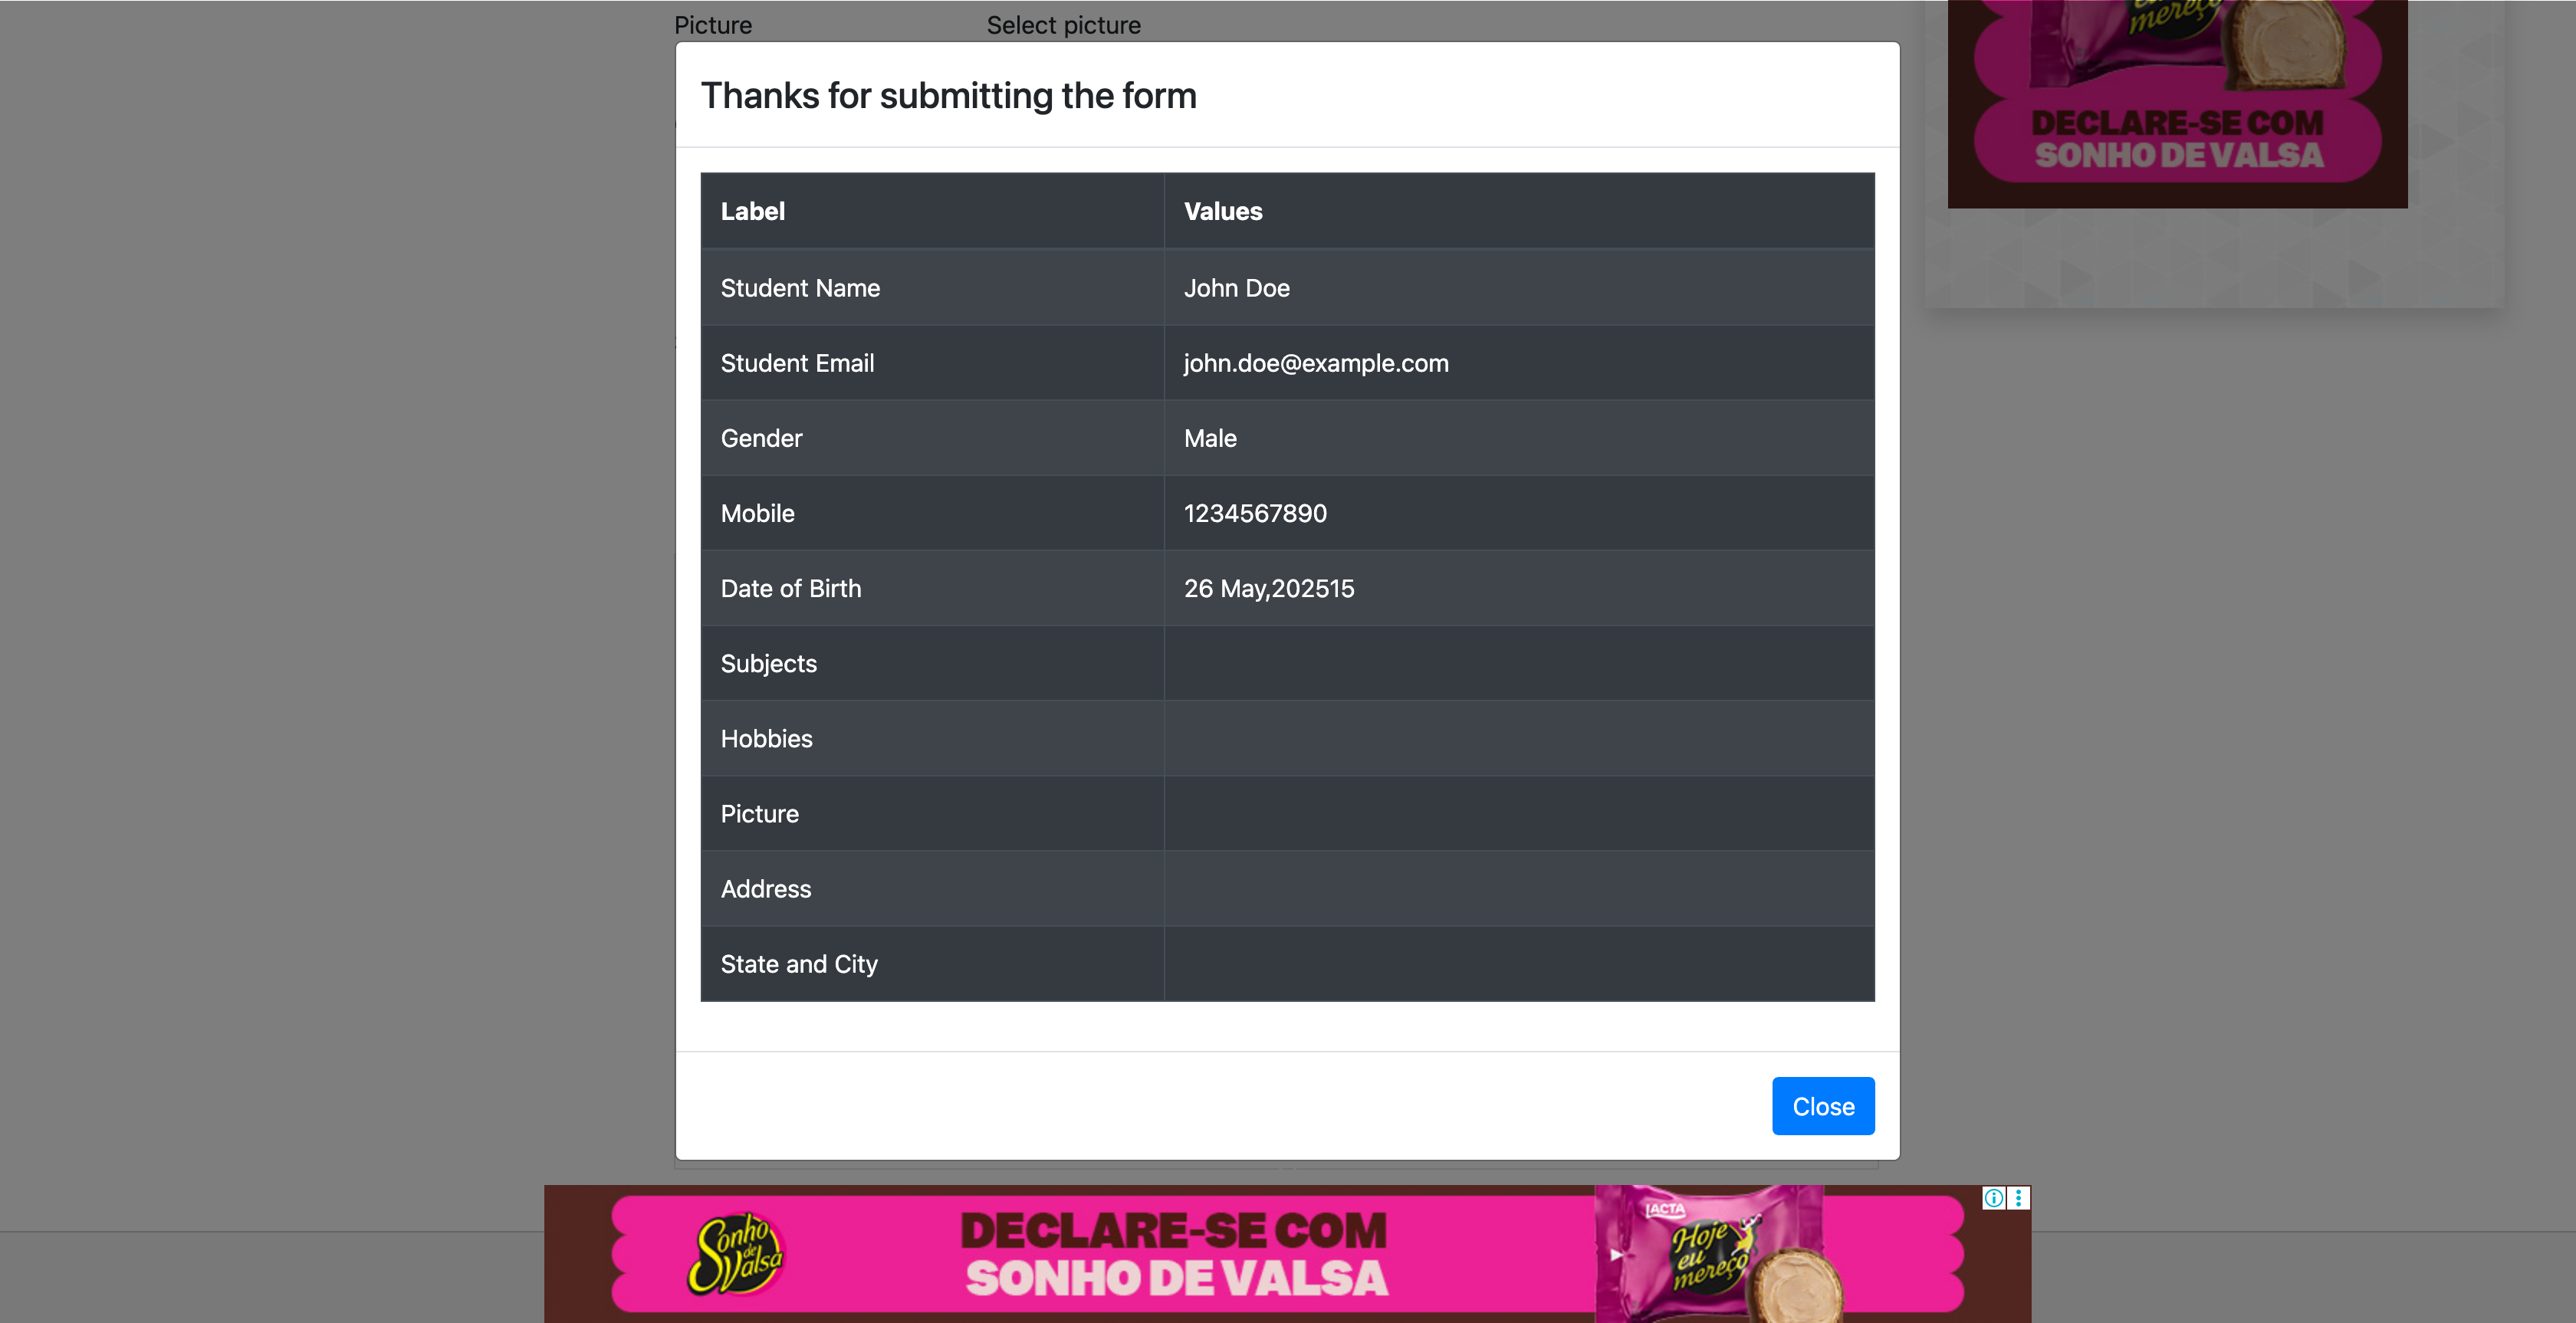 Picture Select picture
mereço
DECLARE-SE COM
SONHO DE VALSA
Thanks for submitting the form
Label Values
Student Name John Doe
Student Email john.doe@example.com
Gender Male
Mobile 1234567890
Date of Birth 26 May,202515
Subjects
Hobbies
Picture
Address
State and City
Close
Sonho
de
Valsa
DECLARE-SE COM
SONHO DE VALSA
LACTA
Hoje
eu
mereço